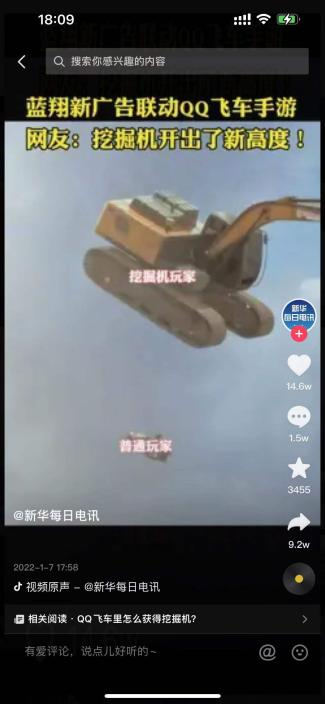 18:09
搜索你感兴趣的内容
蓝翔新广告联动QQ飞车手游
网友：挖掘机开出了新高度！
挖掘机玩家
新华
每日电讯
14.6w
普通玩家
1.5w
3455
@新华每日电讯
9.2w
2022-1-7 17:58
视频原声 - @新华每日电讯
相关阅读 · QQ飞车里怎么获得挖掘机?
有爱评论，说点儿好听的~